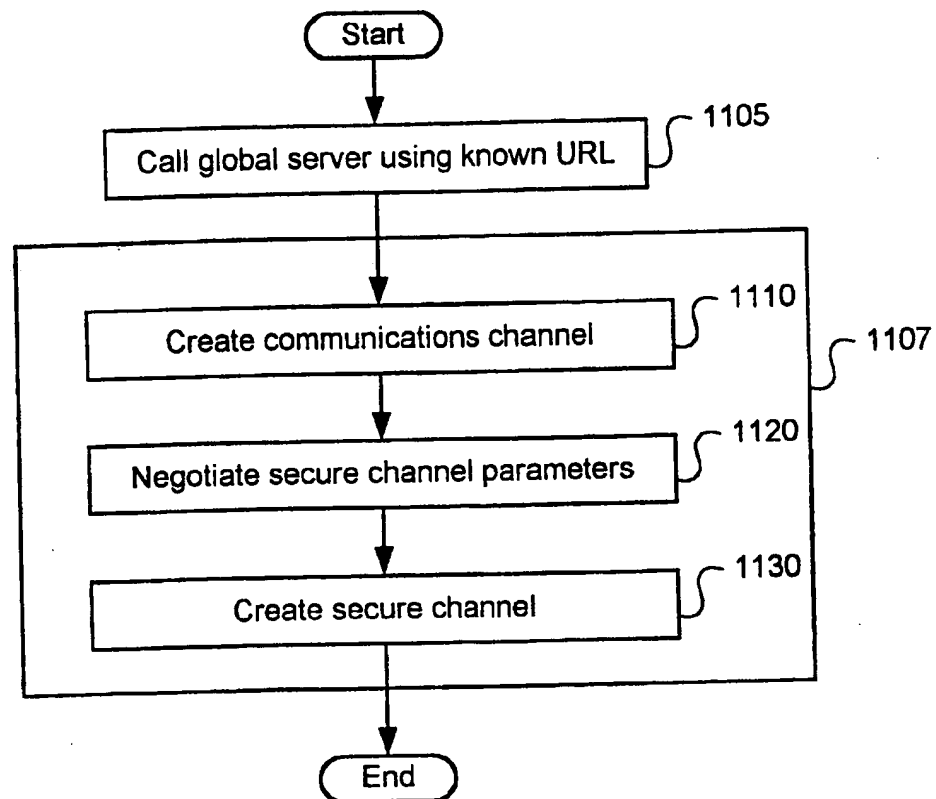 Start
Call global server using known URL
1105
Create communications channel
1110
1107
Negotiate secure channel parameters
1120
Create secure channel
1130
End